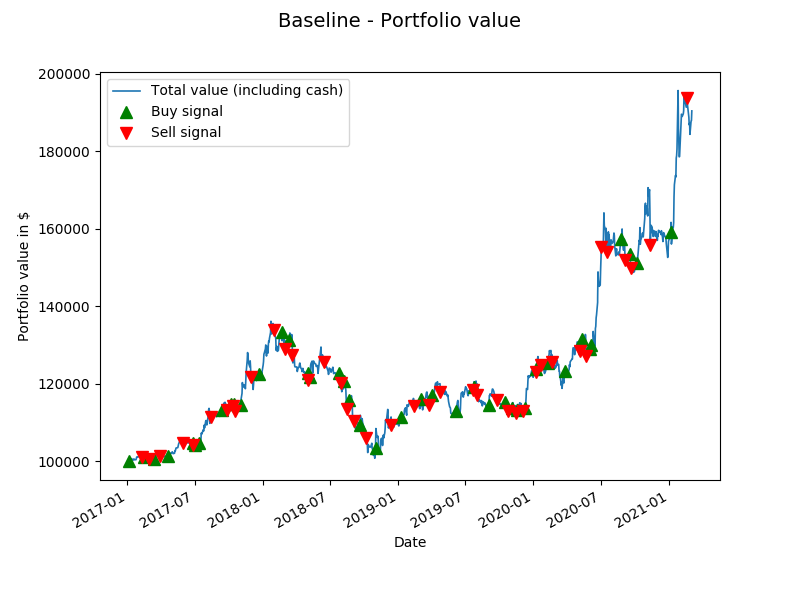 Baseline - Portfolio value
200000
180000
160000
140000
120000
100000
Portfolio value in $
Total value (including cash)
Buy signal
Sell signal
2017-01
2017-07
2018-01
2018-07
2019-01
2019-07
2020-01
2020-07
2021-01
Date